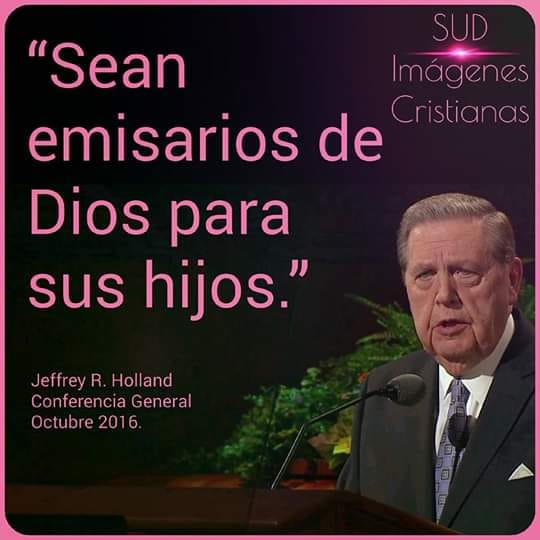 “Sean
emisarios de
Dios para
sus hijos.”
SUD
Imágenes
Cristianas
Jeffrey R. Holland
Conferencia General
Octubre 2016.